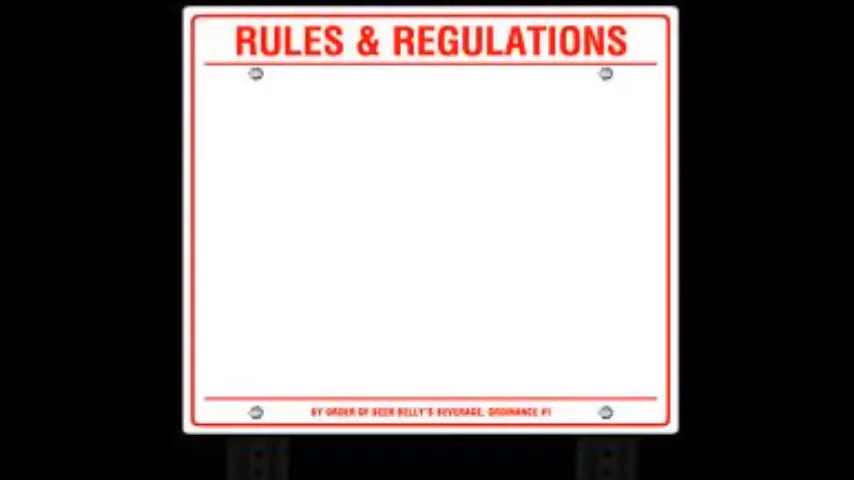 RULES & REGULATIONS
BY ORDER OF BEER BELLY'S BEVERAGE, ORDINANCE #1